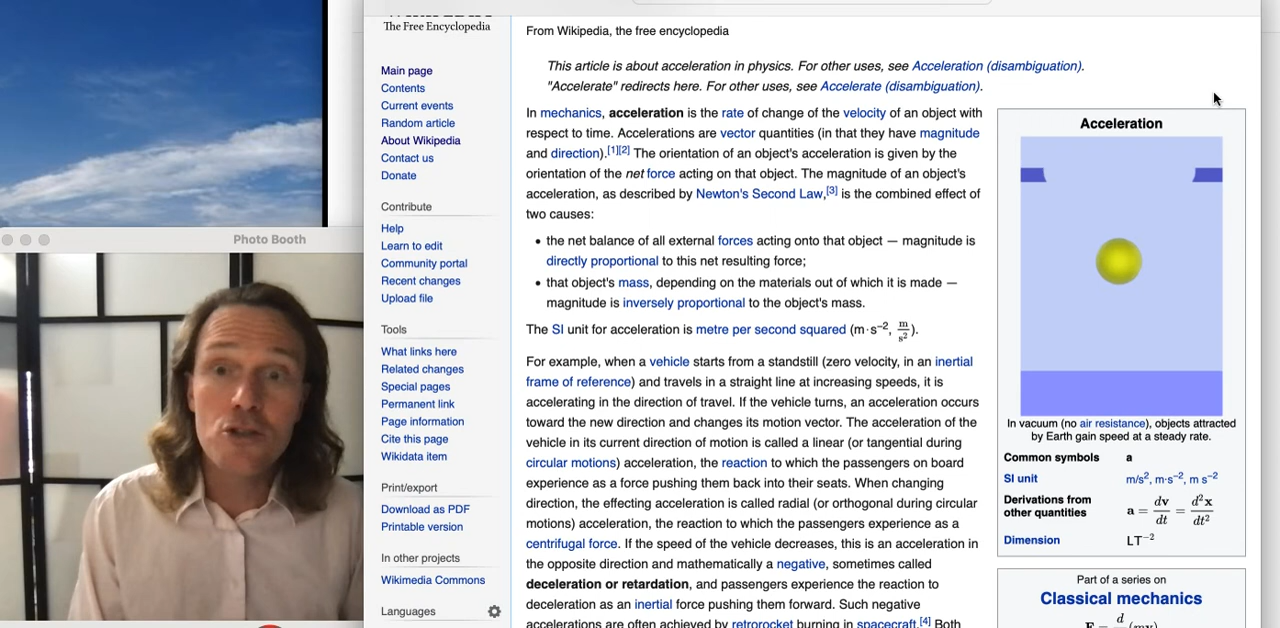 The Free Encyclopedia
Main page
Contents
Current events
Random article
About Wikipedia
Contact us
Donate
Contribute
Help
Learn to edit
Community portal
Recent changes
Upload file
Tools
What links here
Related changes
Special pages
Permanent link
Page information
Cite this page
Wikidata item
Print/export
Download as PDF
Printable version
In other projects
Wikimedia Commons
Languages
Photo Booth
From Wikipedia, the free encyclopedia
This article is about acceleration in physics. For other uses, see Acceleration (disambiguation).
"Accelerate" redirects here. For other uses, see Accelerate (disambiguation).
In mechanics, acceleration is the rate of change of the velocity of an object with
respect to time. Accelerations are vector quantities (in that they have magnitude
and direction).[1][2] The orientation of an object's acceleration is given by the
orientation of the net force acting on that object. The magnitude of an object's
acceleration, as described by Newton's Second Law,[3] is the combined effect of
two causes:
• the net balance of all external forces acting onto that object — magnitude is
directly proportional to this net resulting force;
• that object's mass, depending on the materials out of which it is made —
magnitude is inversely proportional to the object's mass.
The SI unit for acceleration is metre per second squared (m⋅s⁻², m/s²).
For example, when a vehicle starts from a standstill (zero velocity, in an inertial
frame of reference) and travels in a straight line at increasing speeds, it is
accelerating in the direction of travel. If the vehicle turns, an acceleration occurs
toward the new direction and changes its motion vector. The acceleration of the
vehicle in its current direction of motion is called a linear (or tangential during
circular motions) acceleration, the reaction to which the passengers on board
experience as a force pushing them back into their seats. When changing
direction, the effecting acceleration is called radial (or orthogonal during circular
motions) acceleration, the reaction to which the passengers experience as a
centrifugal force. If the speed of the vehicle decreases, this is an acceleration in
the opposite direction and mathematically a negative, sometimes called
deceleration or retardation, and passengers experience the reaction to
deceleration as an inertial force pushing them forward. Such negative
accelerations are often achieved by retrorocket burning in spacecraft.[4] Both
Acceleration
In vacuum (no air resistance), objects attracted
by Earth gain speed at a steady rate.
Common symbols a
SI unit m/s², m·s⁻², m s⁻²
Derivations from
other quantities a = dv/dt = d²x/dt²
Dimension LT⁻²
Part of a series on
Classical mechanics
F = d/dt (mv)